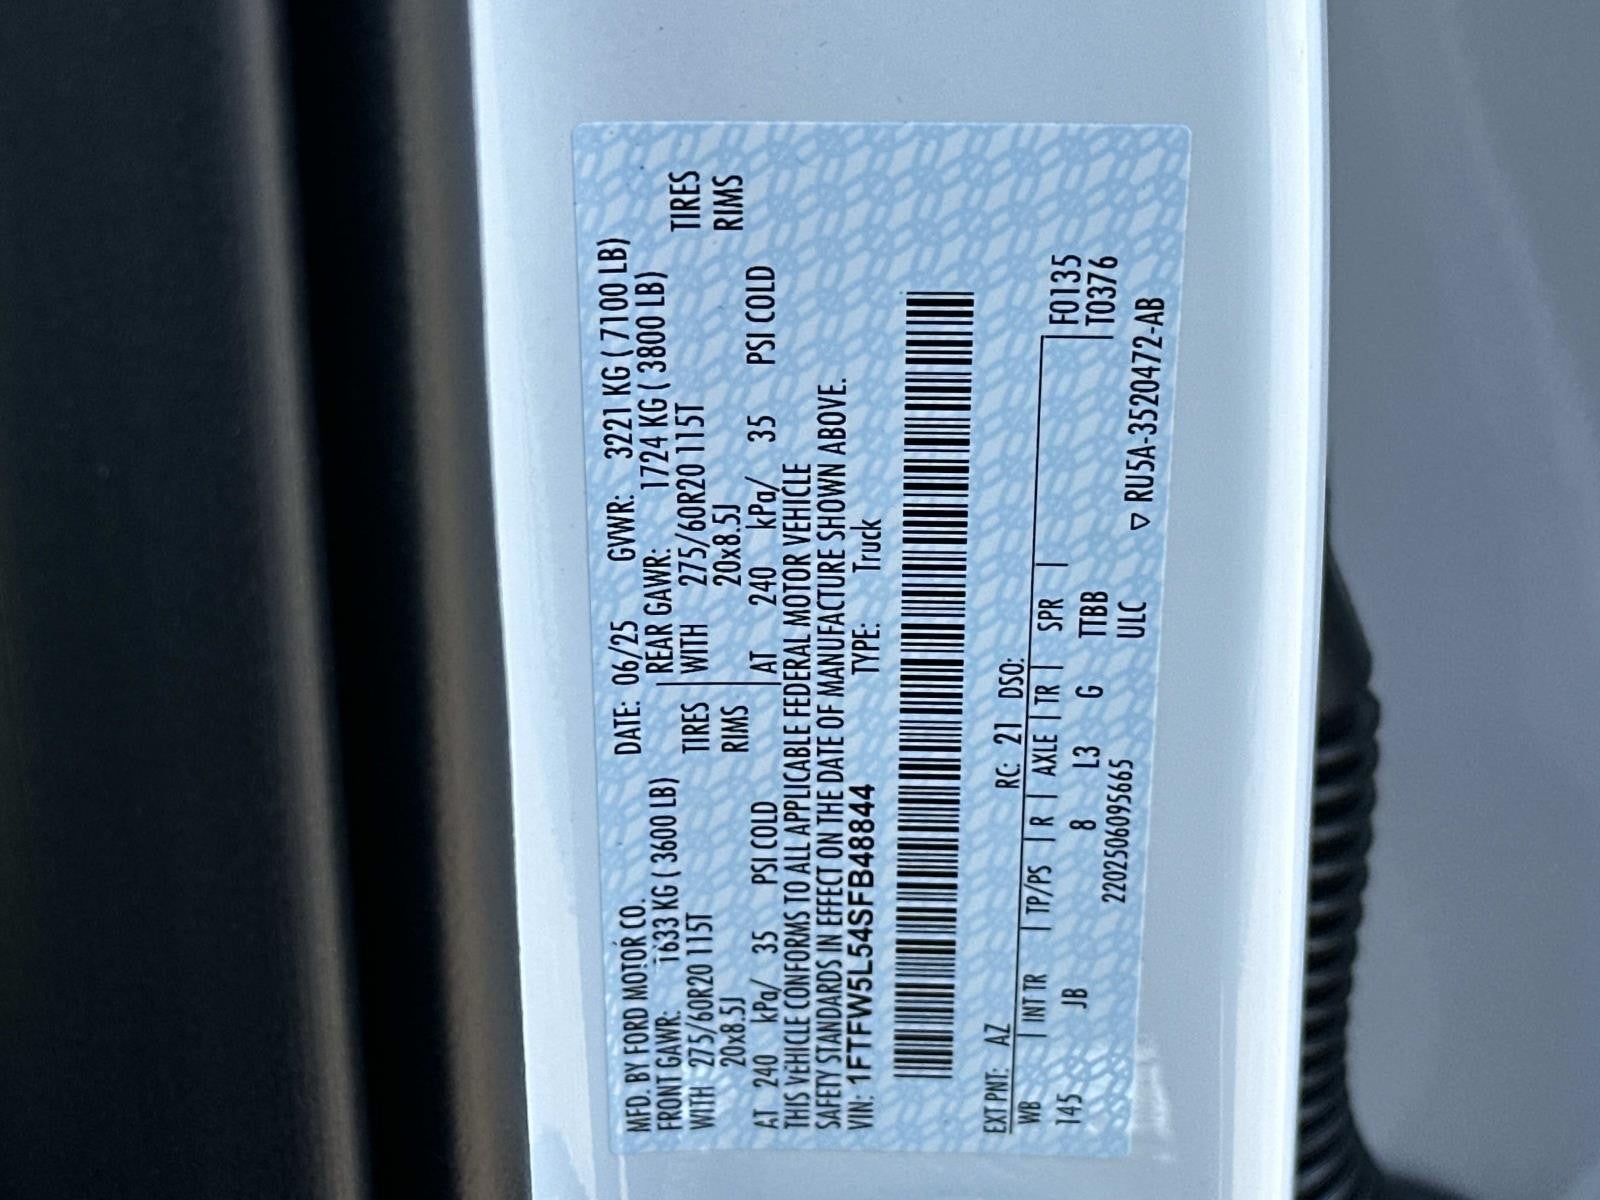 MFD. BY FORD MOTOR CO. DATE: 06/25 GVWR: 3221 KG ( 7100 LB)
FRONT GAWR: 1633 KG ( 3600 LB) REAR GAWR: 1724 KG ( 3800 LB)
WITH 275/60R20 115T TIRES WITH 275/60R20 115T TIRES
20x8.5J RIMS 20x8.5J RIMS
AT 240 kPa/ 35 PSI COLD AT 240 kPa/ 35 PSI COLD
THIS VEHICLE CONFORMS TO ALL APPLICABLE FEDERAL MOTOR VEHICLE
SAFETY STANDARDS IN EFFECT ON THE DATE OF MANUFACTURE SHOWN ABOVE.
VIN: 1FTFW5L54SFB48844 TYPE: Truck
EXT PNT: AZ RC: 21 DSO:
WB | INT TR | TP/PS | R | AXLE | TR | SPR | F0135
145 JB 8 L3 G TTBB T0376
2202506095665 ULC ▽ RU5A-3520472-AB